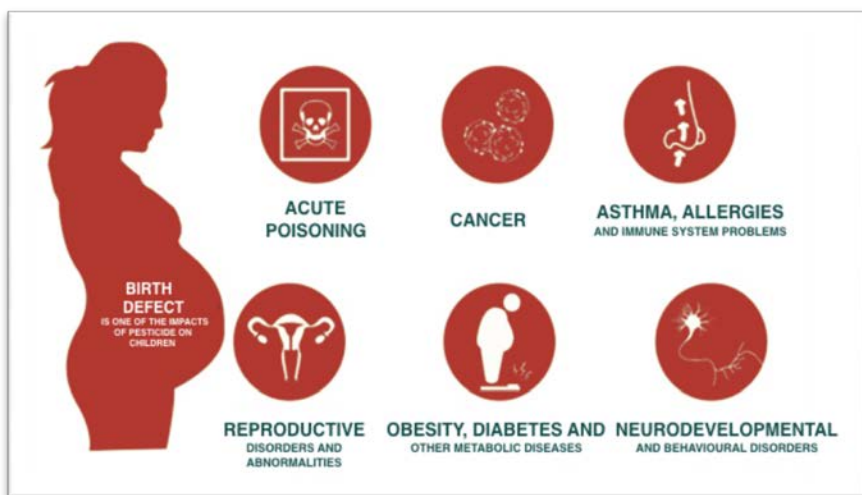 BIRTH
DEFECT
IS ONE OF THE IMPACTS
OF PESTICIDE ON
CHILDREN
ACUTE
POISONING
CANCER
ASTHMA, ALLERGIES
AND IMMUNE SYSTEM PROBLEMS
REPRODUCTIVE
DISORDERS AND
ABNORMALITIES
OBESITY, DIABETES AND
OTHER METABOLIC DISEASES
NEURODEVELOPMENTAL
AND BEHAVIOURAL DISORDERS